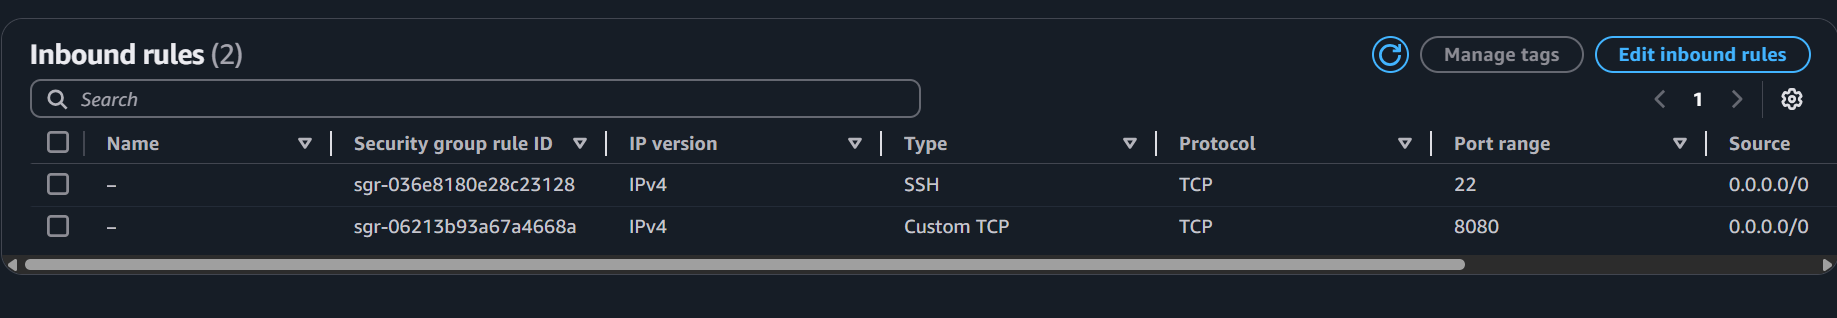 Inbound rules (2)
Manage tags
Edit inbound rules
Search
1
Name Security group rule ID IP version Type Protocol Port range Source
– sgr-036e8180e28c23128 IPv4 SSH TCP 22 0.0.0.0/0
– sgr-06213b93a67a4668a IPv4 Custom TCP TCP 8080 0.0.0.0/0